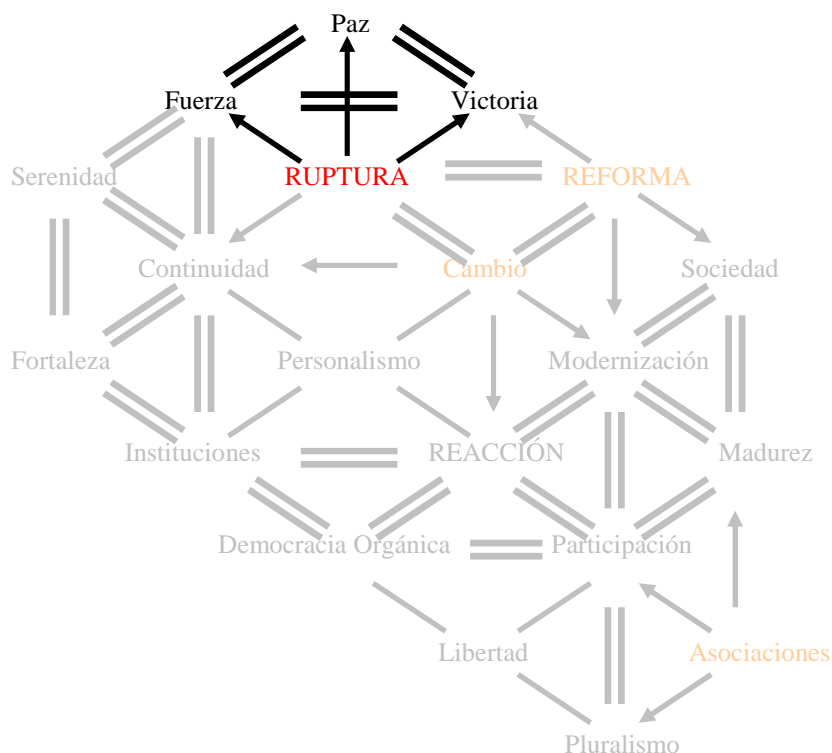 Paz
Fuerza Victoria
Serenidad RUPTURA REFORMA
Continuidad Cambio Sociedad
Fortaleza Personalismo Modernización
Instituciones REACCIÓN Madurez
Democracia Orgánica Participación
Libertad Asociaciones
Pluralismo